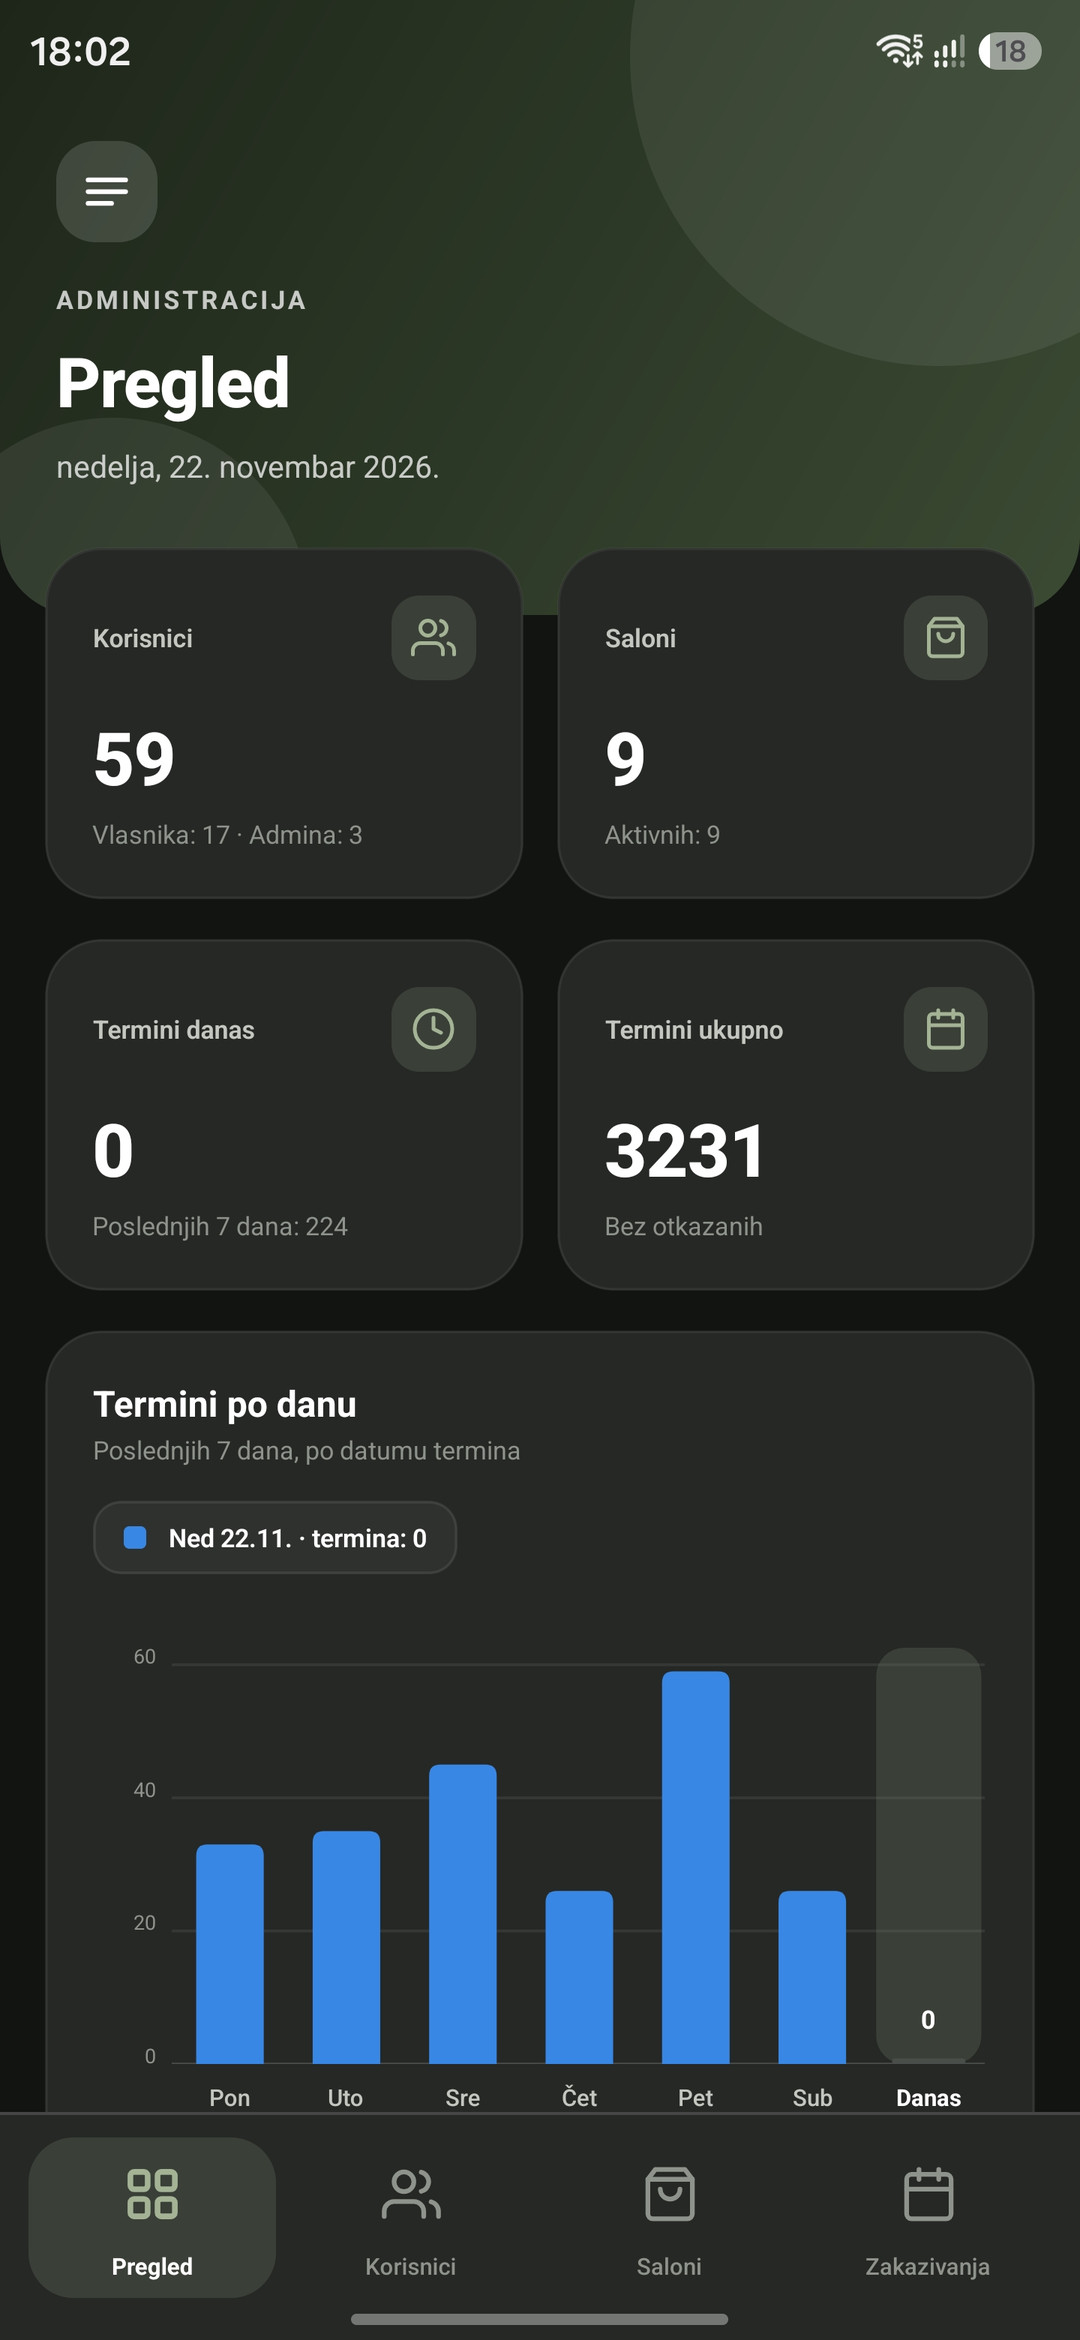 18:02
5
18
ADMINISTRACIJA
Pregled
nedelja, 22. novembar 2026.
Korisnici
59
Vlasnika: 17 · Admina: 3
Saloni
9
Aktivnih: 9
Termini danas
0
Poslednjih 7 dana: 224
Termini ukupno
3231
Bez otkazanih
Termini po danu
Poslednjih 7 dana, po datumu termina
Ned 22.11. · termina: 0
60
40
20
0
0
Pon Uto Sre Čet Pet Sub Danas
Pregled Korisnici Saloni Zakazivanja